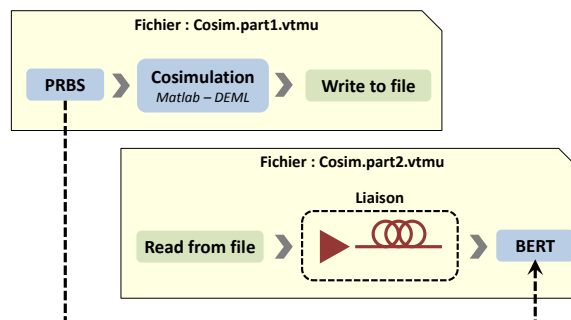 Fichier : Cosim.part1.vtmu
PRBS
Cosimulation
Matlab – DEML
Write to file
Fichier : Cosim.part2.vtmu
Liaison
Read from file
BERT